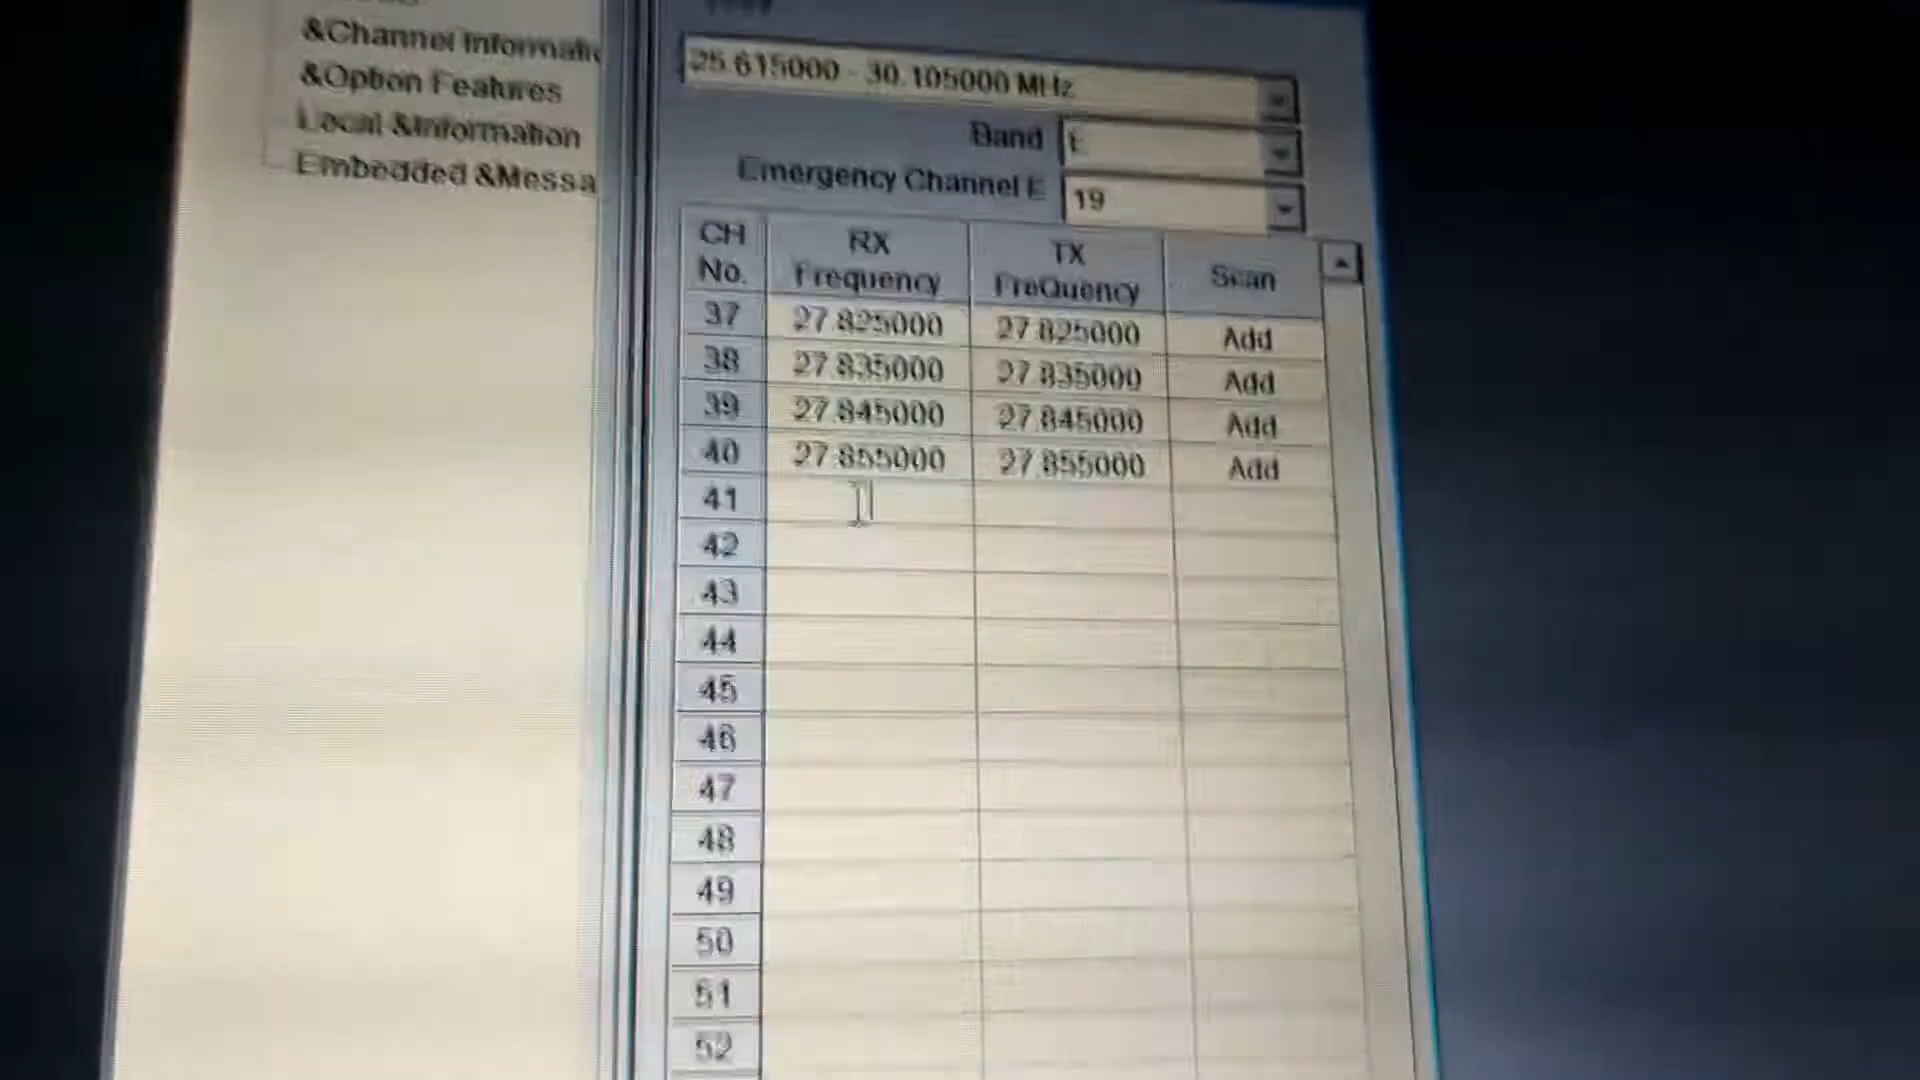 &Channel Informatio
&Option Features
Local &Information
Embedded &Messa
25.615000 - 30.105000 MHz
Band
Emergency Channel E 19
CH No. RX Frequency TX FreQuency Scan
37 27.825000 27.825000 Add
38 27.835000 27.835000 Add
39 27.845000 27.845000 Add
40 27.855000 27.855000 Add
41
42
43
44
45
46
47
48
49
50
51
52